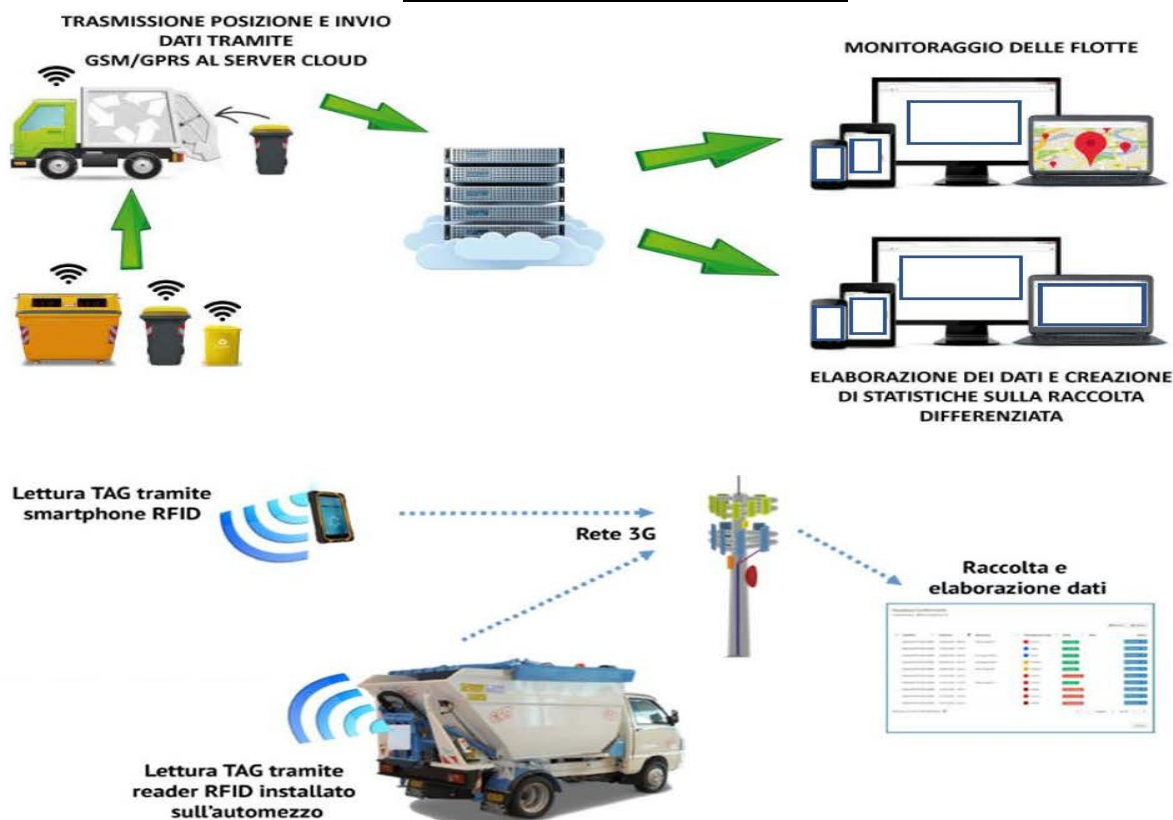 TRASMISSIONE POSIZIONE E INVIO
DATI TRAMITE
GSM/GPRS AL SERVER CLOUD
MONITORAGGIO DELLE FLOTTE
ELABORAZIONE DEI DATI E CREAZIONE
DI STATISTICHE SULLA RACCOLTA
DIFFERENZIATA
Lettura TAG tramite
smartphone RFID
Rete 3G
Raccolta e
elaborazione dati
Lettura TAG tramite
reader RFID installato
sull'automezzo